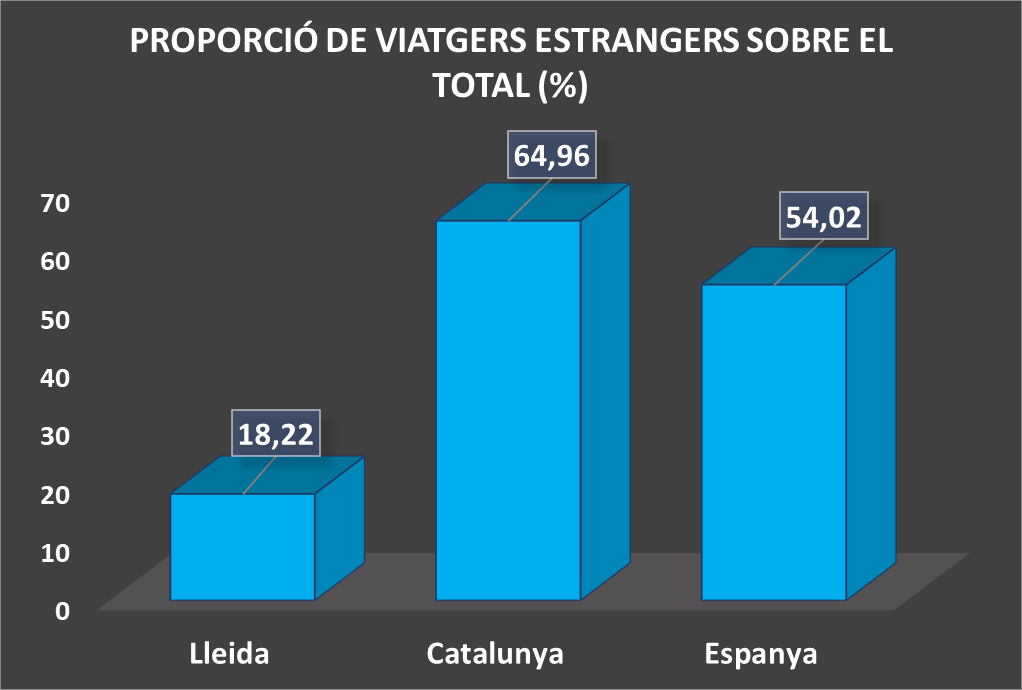 PROPORCIÓ DE VIATGERS ESTRANGERS SOBRE EL
TOTAL (%)
64,96
54,02
18,22
70
60
50
40
30
20
10
0
Lleida
Catalunya
Espanya